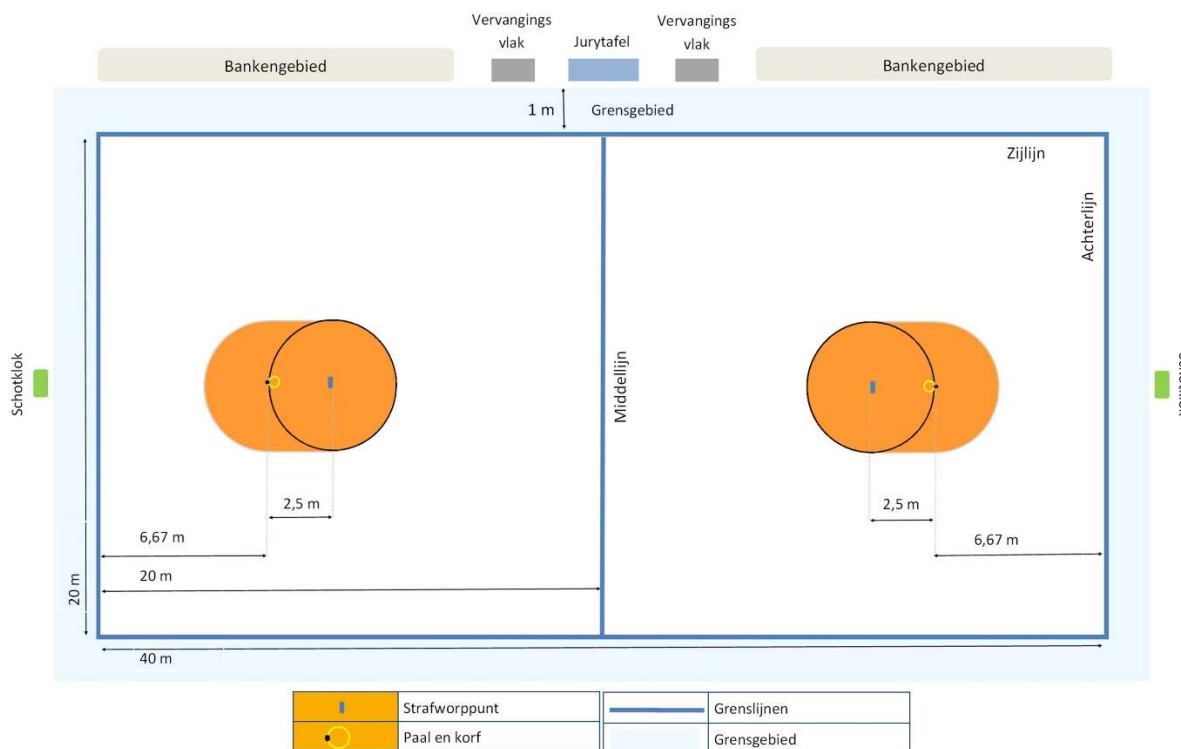 Vervangings
vlak
Jurytafel
Vervangings
vlak
Bankengebied
Bankengebied
1 m
Grensgebied
Zijlijn
Achterlijn
Middellijn
Schotklok
2,5 m
2,5 m
6,67 m
6,67 m
20 m
20 m
40 m
Strafworppunt
Grenslijnen
Paal en korf
Grensgebied